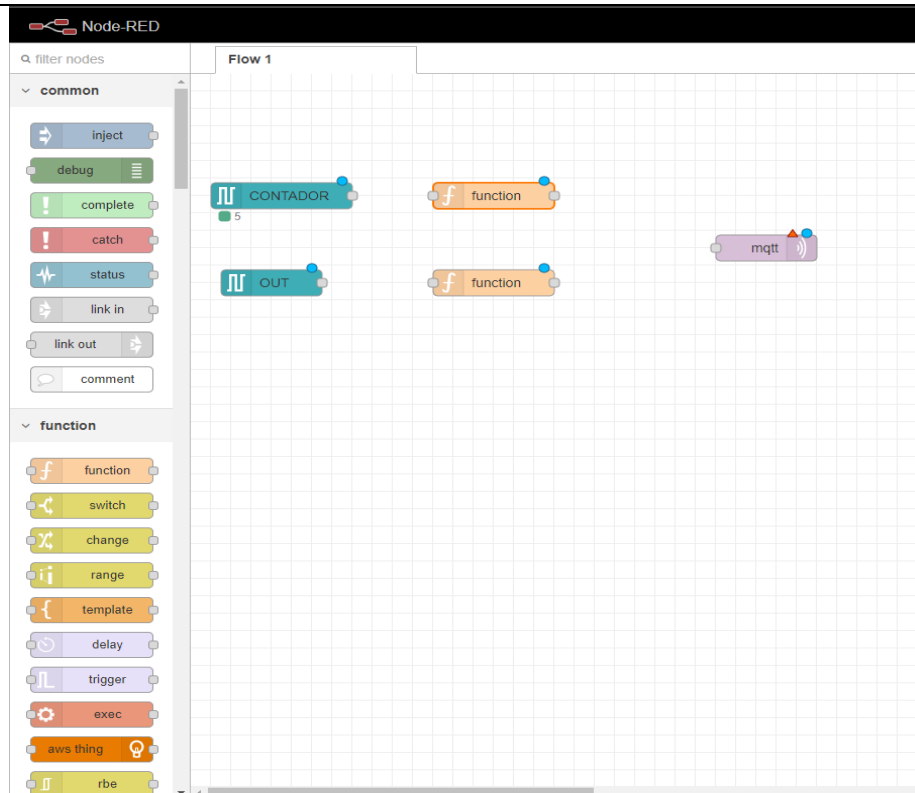 Node-RED
filter nodes
Flow 1
common
inject
debug
complete
catch
status
link in
link out
comment
function
function
switch
change
range
template
delay
trigger
exec
aws thing
rbe
CONTADOR
5
function
mqtt
OUT
function